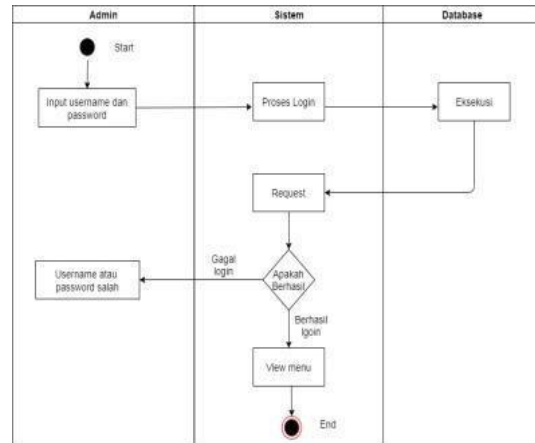 Admin
Sistem
Database
Start
Input username dan
password
Proses Login
Eksekusi
Request
Gagal
login
Username atau
password salah
Apakah
Berhasil
Berhasil
lgoin
View menu
End